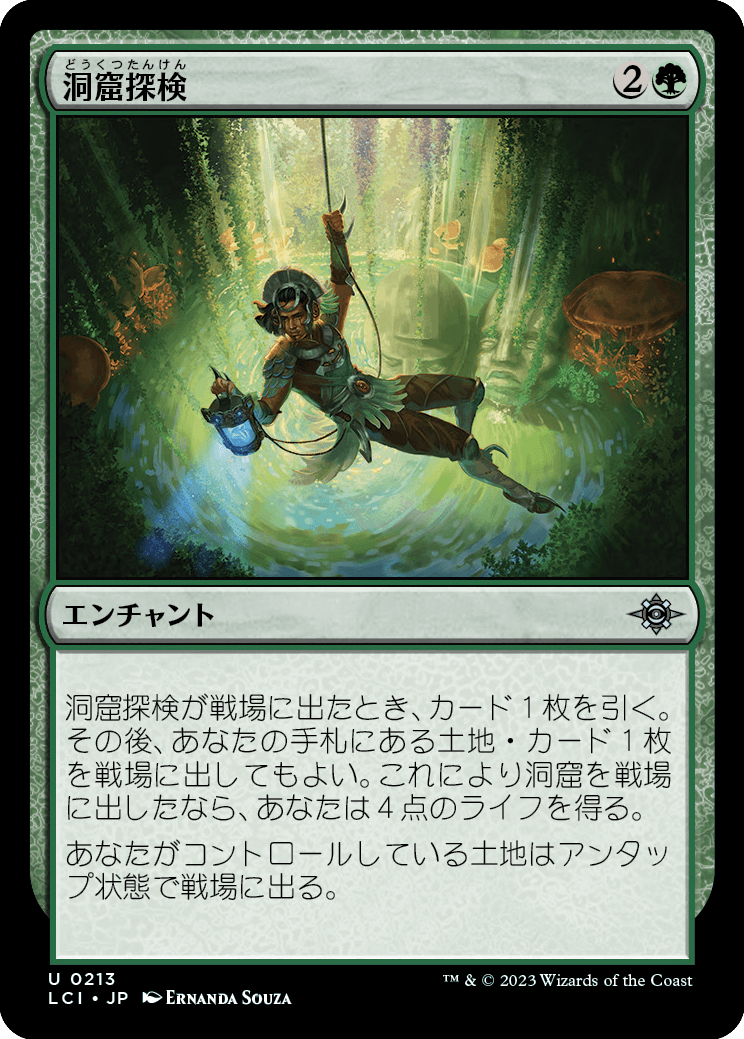 どうくつたんけん
洞窟探検
2
エンチャント
洞窟探検が戦場に出たとき、カード１枚を引く。
その後、あなたの手札にある土地・カード１枚
を戦場に出してもよい。これにより洞窟を戦場
に出したなら、あなたは４点のライフを得る。
あなたがコントロールしている土地はアンタッ
プ状態で戦場に出る。
U 0213
LCI • JP Ernanda Souza
™ & © 2023 Wizards of the Coast